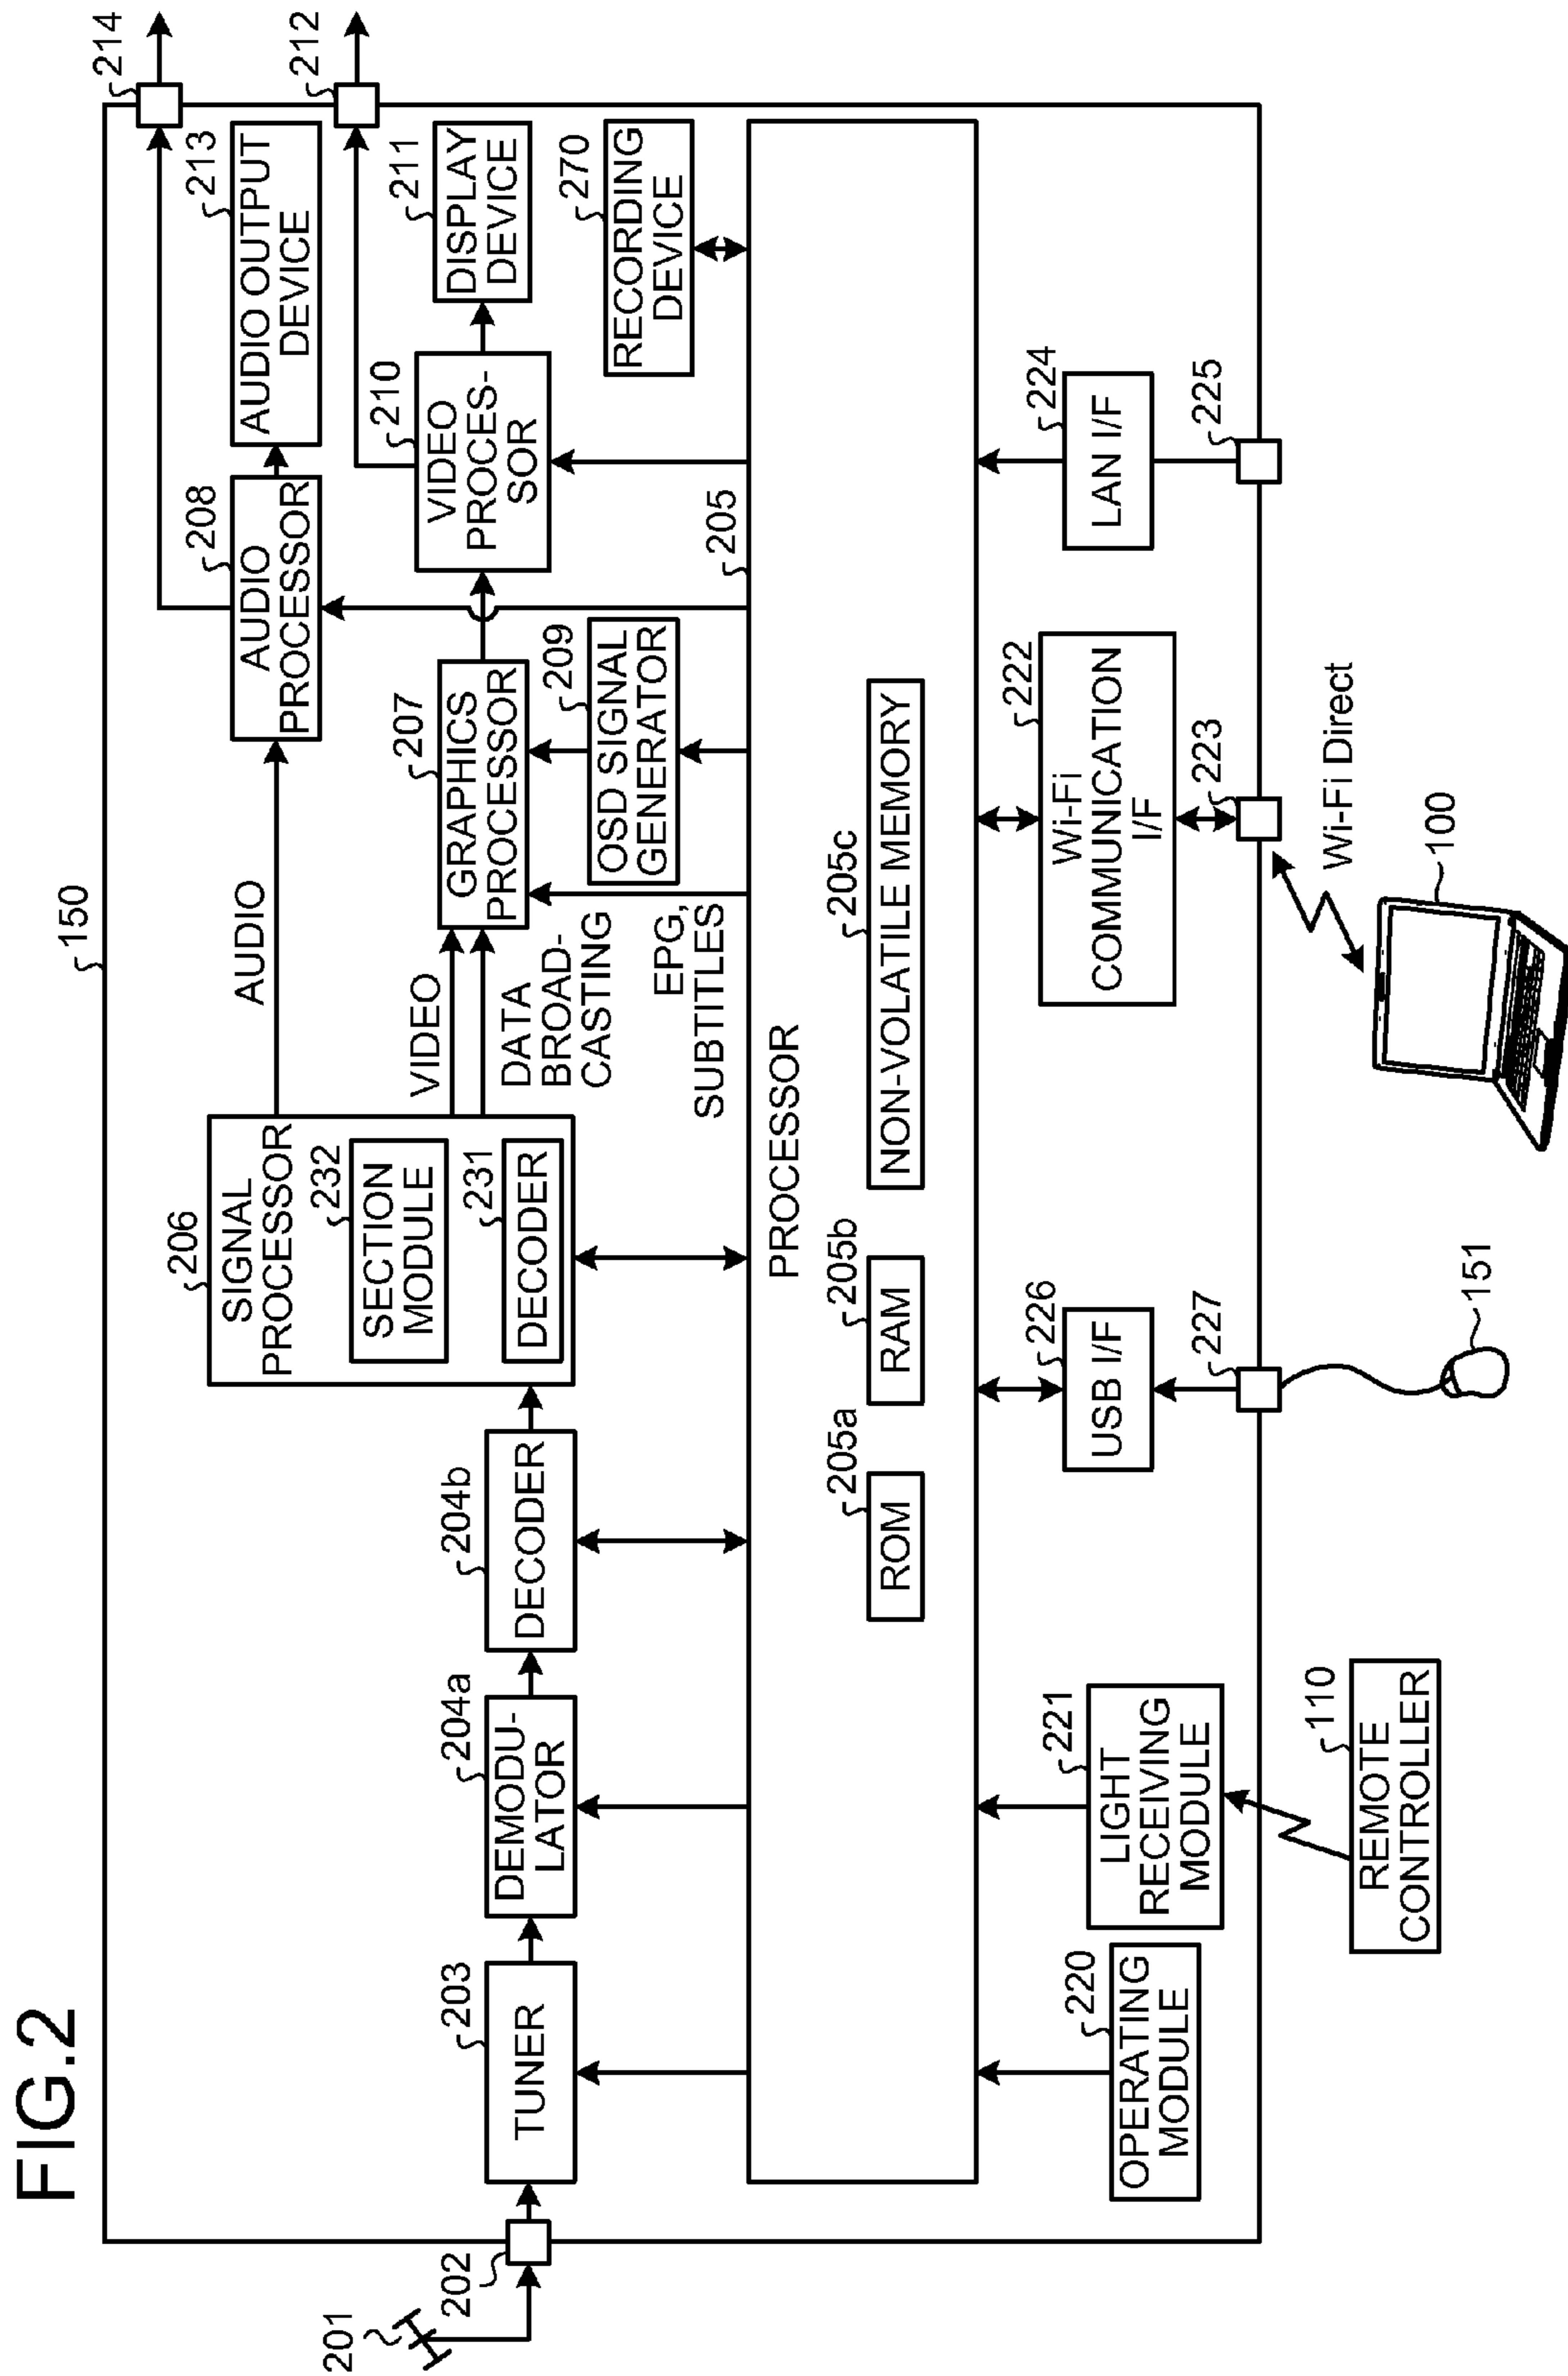 FIG.2
150
214
212
213
AUDIO OUTPUT
DEVICE
208
AUDIO
PROCESSOR
AUDIO
211
DISPLAY
DEVICE
210
VIDEO
PROCES-
SOR
270
RECORDING
DEVICE
207
GRAPHICS
PROCESSOR
209
OSD SIGNAL
GENERATOR
VIDEO
DATA
BROAD-
CASTING
EPG,
SUBTITLES
206
SIGNAL
PROCESSOR
232
SECTION
MODULE
231
DECODER
204b
DECODER
204a
DEMODU-
LATOR
203
TUNER
202
201
205
PROCESSOR
205a
ROM
205b
RAM
205c
NON-VOLATILE MEMORY
220
OPERATING
MODULE
221
LIGHT
RECEIVING
MODULE
110
REMOTE
CONTROLLER
226
USB I/F
227
151
222
Wi-Fi
COMMUNICATION
I/F
223
Wi-Fi Direct
100
224
LAN I/F
225